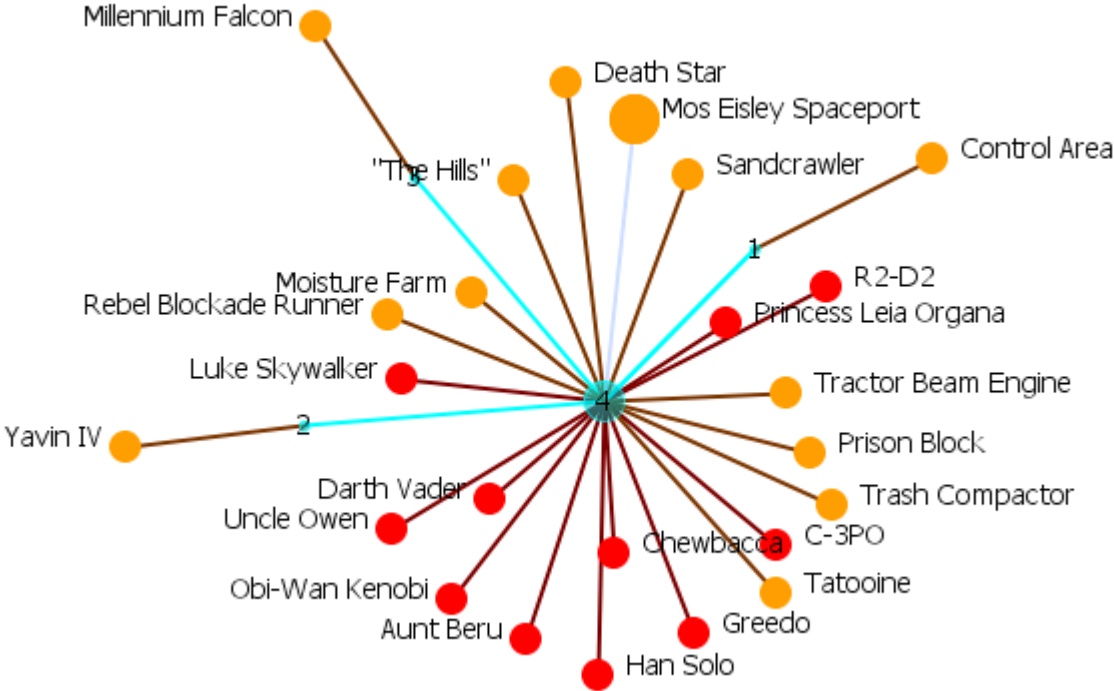 Millennium Falcon
Death Star
Mos Eisley Spaceport
Control Area
"The Hills"
3
Sandcrawler
1
Moisture Farm
R2-D2
Rebel Blockade Runner
Princess Leia Organa
Luke Skywalker
Tractor Beam Engine
4
2
Yavin IV
Prison Block
Darth Vader
Trash Compactor
Uncle Owen
Chewbacca
C-3PO
Obi-Wan Kenobi
Tatooine
Aunt Beru
Greedo
Han Solo